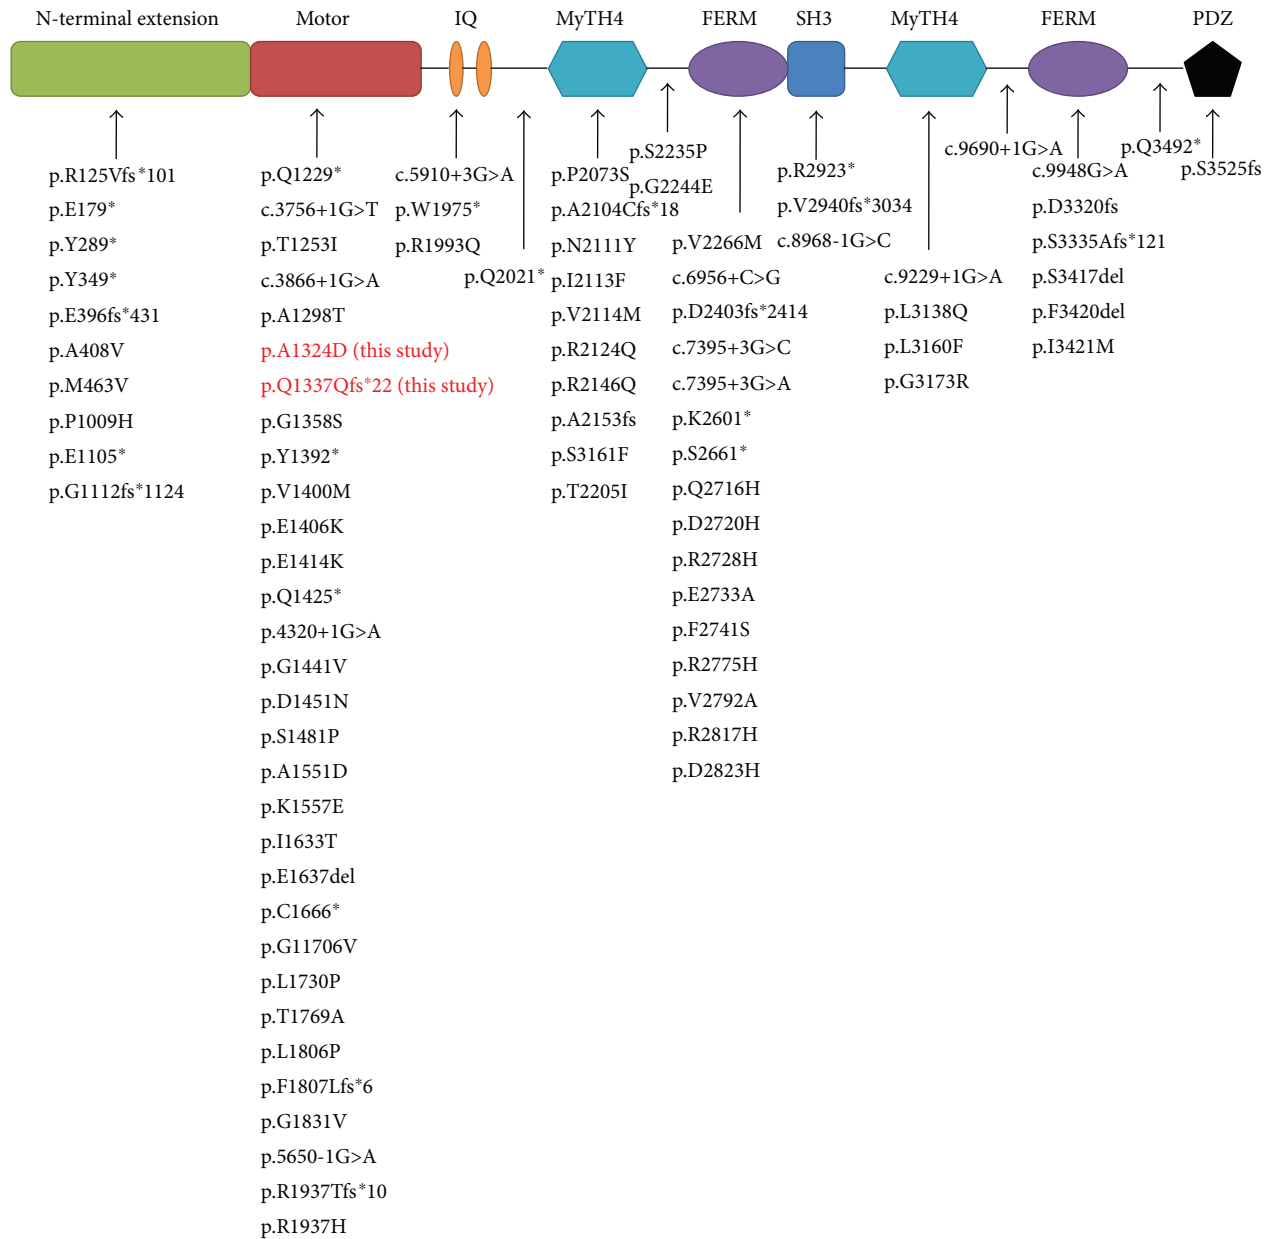 N-terminal extension
Motor
IQ
MyTH4
FERM
SH3
MyTH4
FERM
PDZ
p.R125Vfs*101
p.E179*
p.Y289*
p.Y349*
p.E396fs*431
p.A408V
p.M463V
p.P1009H
p.E1105*
p.G1112fs*1124
p.Q1229*
c.3756+1G>T
p.T1253I
c.3866+1G>A
p.A1298T
p.A1324D (this study)
p.Q1337Qfs*22 (this study)
p.G1358S
p.Y1392*
p.V1400M
p.E1406K
p.E1414K
p.Q1425*
p.4320+1G>A
p.G1441V
p.D1451N
p.S1481P
p.A1551D
p.K1557E
p.I1633T
p.E1637del
p.C1666*
p.G11706V
p.L1730P
p.T1769A
p.L1806P
p.F1807Lfs*6
p.G1831V
p.5650-1G>A
p.R1937Tfs*10
p.R1937H
c.5910+3G>A
p.W1975*
p.R1993Q
p.Q2021*
p.P2073S
p.A2104Cfs*18
p.N2111Y
p.I2113F
p.V2114M
p.R2124Q
p.R2146Q
p.A2153fs
p.S3161F
p.T2205I
p.S2235P
p.G2244E
p.V2266M
c.6956+C>G
p.D2403fs*2414
c.7395+3G>C
c.7395+3G>A
p.K2601*
p.S2661*
p.Q2716H
p.D2720H
p.R2728H
p.E2733A
p.F2741S
p.R2775H
p.V2792A
p.R2817H
p.D2823H
p.R2923*
p.V2940fs*3034
c.8968-1G>C
c.9229+1G>A
p.L3138Q
p.L3160F
p.G3173R
c.9690+1G>A
c.9948G>A
p.D3320fs
p.S3335Afs*121
p.S3417del
p.F3420del
p.I3421M
p.Q3492*
p.S3525fs